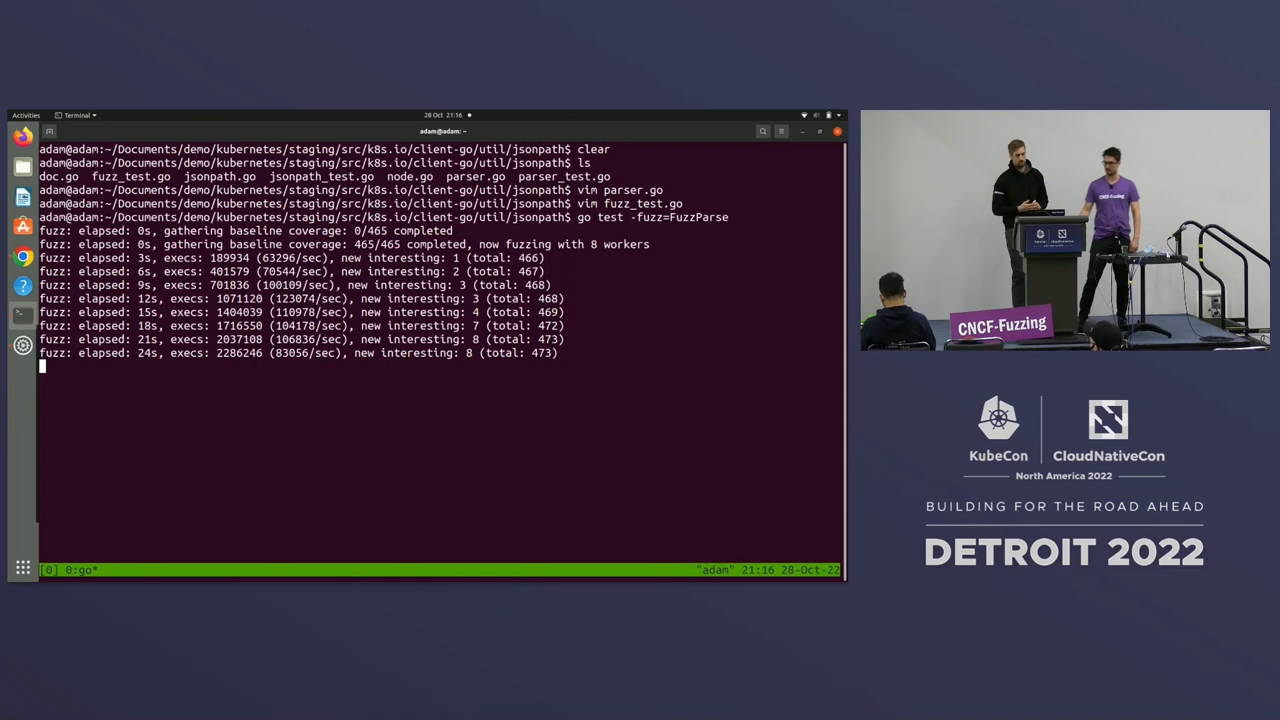 Activities
Terminal
28 Oct 21:16
adam@adam: ~
adam@adam:~/Documents/demo/kubernetes/staging/src/k8s.io/client-go/util/jsonpath$ clear
adam@adam:~/Documents/demo/kubernetes/staging/src/k8s.io/client-go/util/jsonpath$ ls
doc.go fuzz_test.go jsonpath.go jsonpath_test.go node.go parser.go parser_test.go
adam@adam:~/Documents/demo/kubernetes/staging/src/k8s.io/client-go/util/jsonpath$ vim parser.go
adam@adam:~/Documents/demo/kubernetes/staging/src/k8s.io/client-go/util/jsonpath$ vim fuzz_test.go
adam@adam:~/Documents/demo/kubernetes/staging/src/k8s.io/client-go/util/jsonpath$ go test -fuzz=FuzzParse
fuzz: elapsed: 0s, gathering baseline coverage: 0/465 completed
fuzz: elapsed: 0s, gathering baseline coverage: 465/465 completed, now fuzzing with 8 workers
fuzz: elapsed: 3s, execs: 189934 (63296/sec), new interesting: 1 (total: 466)
fuzz: elapsed: 6s, execs: 401579 (70544/sec), new interesting: 2 (total: 467)
fuzz: elapsed: 9s, execs: 701836 (100109/sec), new interesting: 3 (total: 468)
fuzz: elapsed: 12s, execs: 1071120 (123074/sec), new interesting: 3 (total: 468)
fuzz: elapsed: 15s, execs: 1404039 (110978/sec), new interesting: 4 (total: 469)
fuzz: elapsed: 18s, execs: 1716550 (104178/sec), new interesting: 7 (total: 472)
fuzz: elapsed: 21s, execs: 2037108 (106836/sec), new interesting: 8 (total: 473)
fuzz: elapsed: 24s, execs: 2286246 (83056/sec), new interesting: 8 (total: 473)
[0] 0:go*
"adam" 21:16 28-Oct-22
CNCF-Fuzzing
KubeCon
CloudNativeCon
North America 2022
BUILDING FOR THE ROAD AHEAD
DETROIT 2022